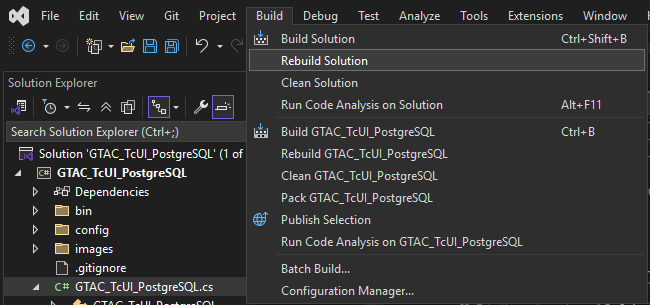 File Edit View Git Project Build Debug Test Analyze Tools Extensions Window
Solution Explorer
Search Solution Explorer (Ctrl+;)
Solution 'GTAC_TcUI_PostgreSQL' (1 of
C# GTAC_TcUI_PostgreSQL
Dependencies
bin
config
images
.gitignore
C# GTAC_TcUI_PostgreSQL.cs
GTAC_TcUI_PostgreSQL
Build Solution Ctrl+Shift+B
Rebuild Solution
Clean Solution
Run Code Analysis on Solution Alt+F11
Build GTAC_TcUI_PostgreSQL Ctrl+B
Rebuild GTAC_TcUI_PostgreSQL
Clean GTAC_TcUI_PostgreSQL
Pack GTAC_TcUI_PostgreSQL
Publish Selection
Run Code Analysis on GTAC_TcUI_PostgreSQL
Batch Build...
Configuration Manager...